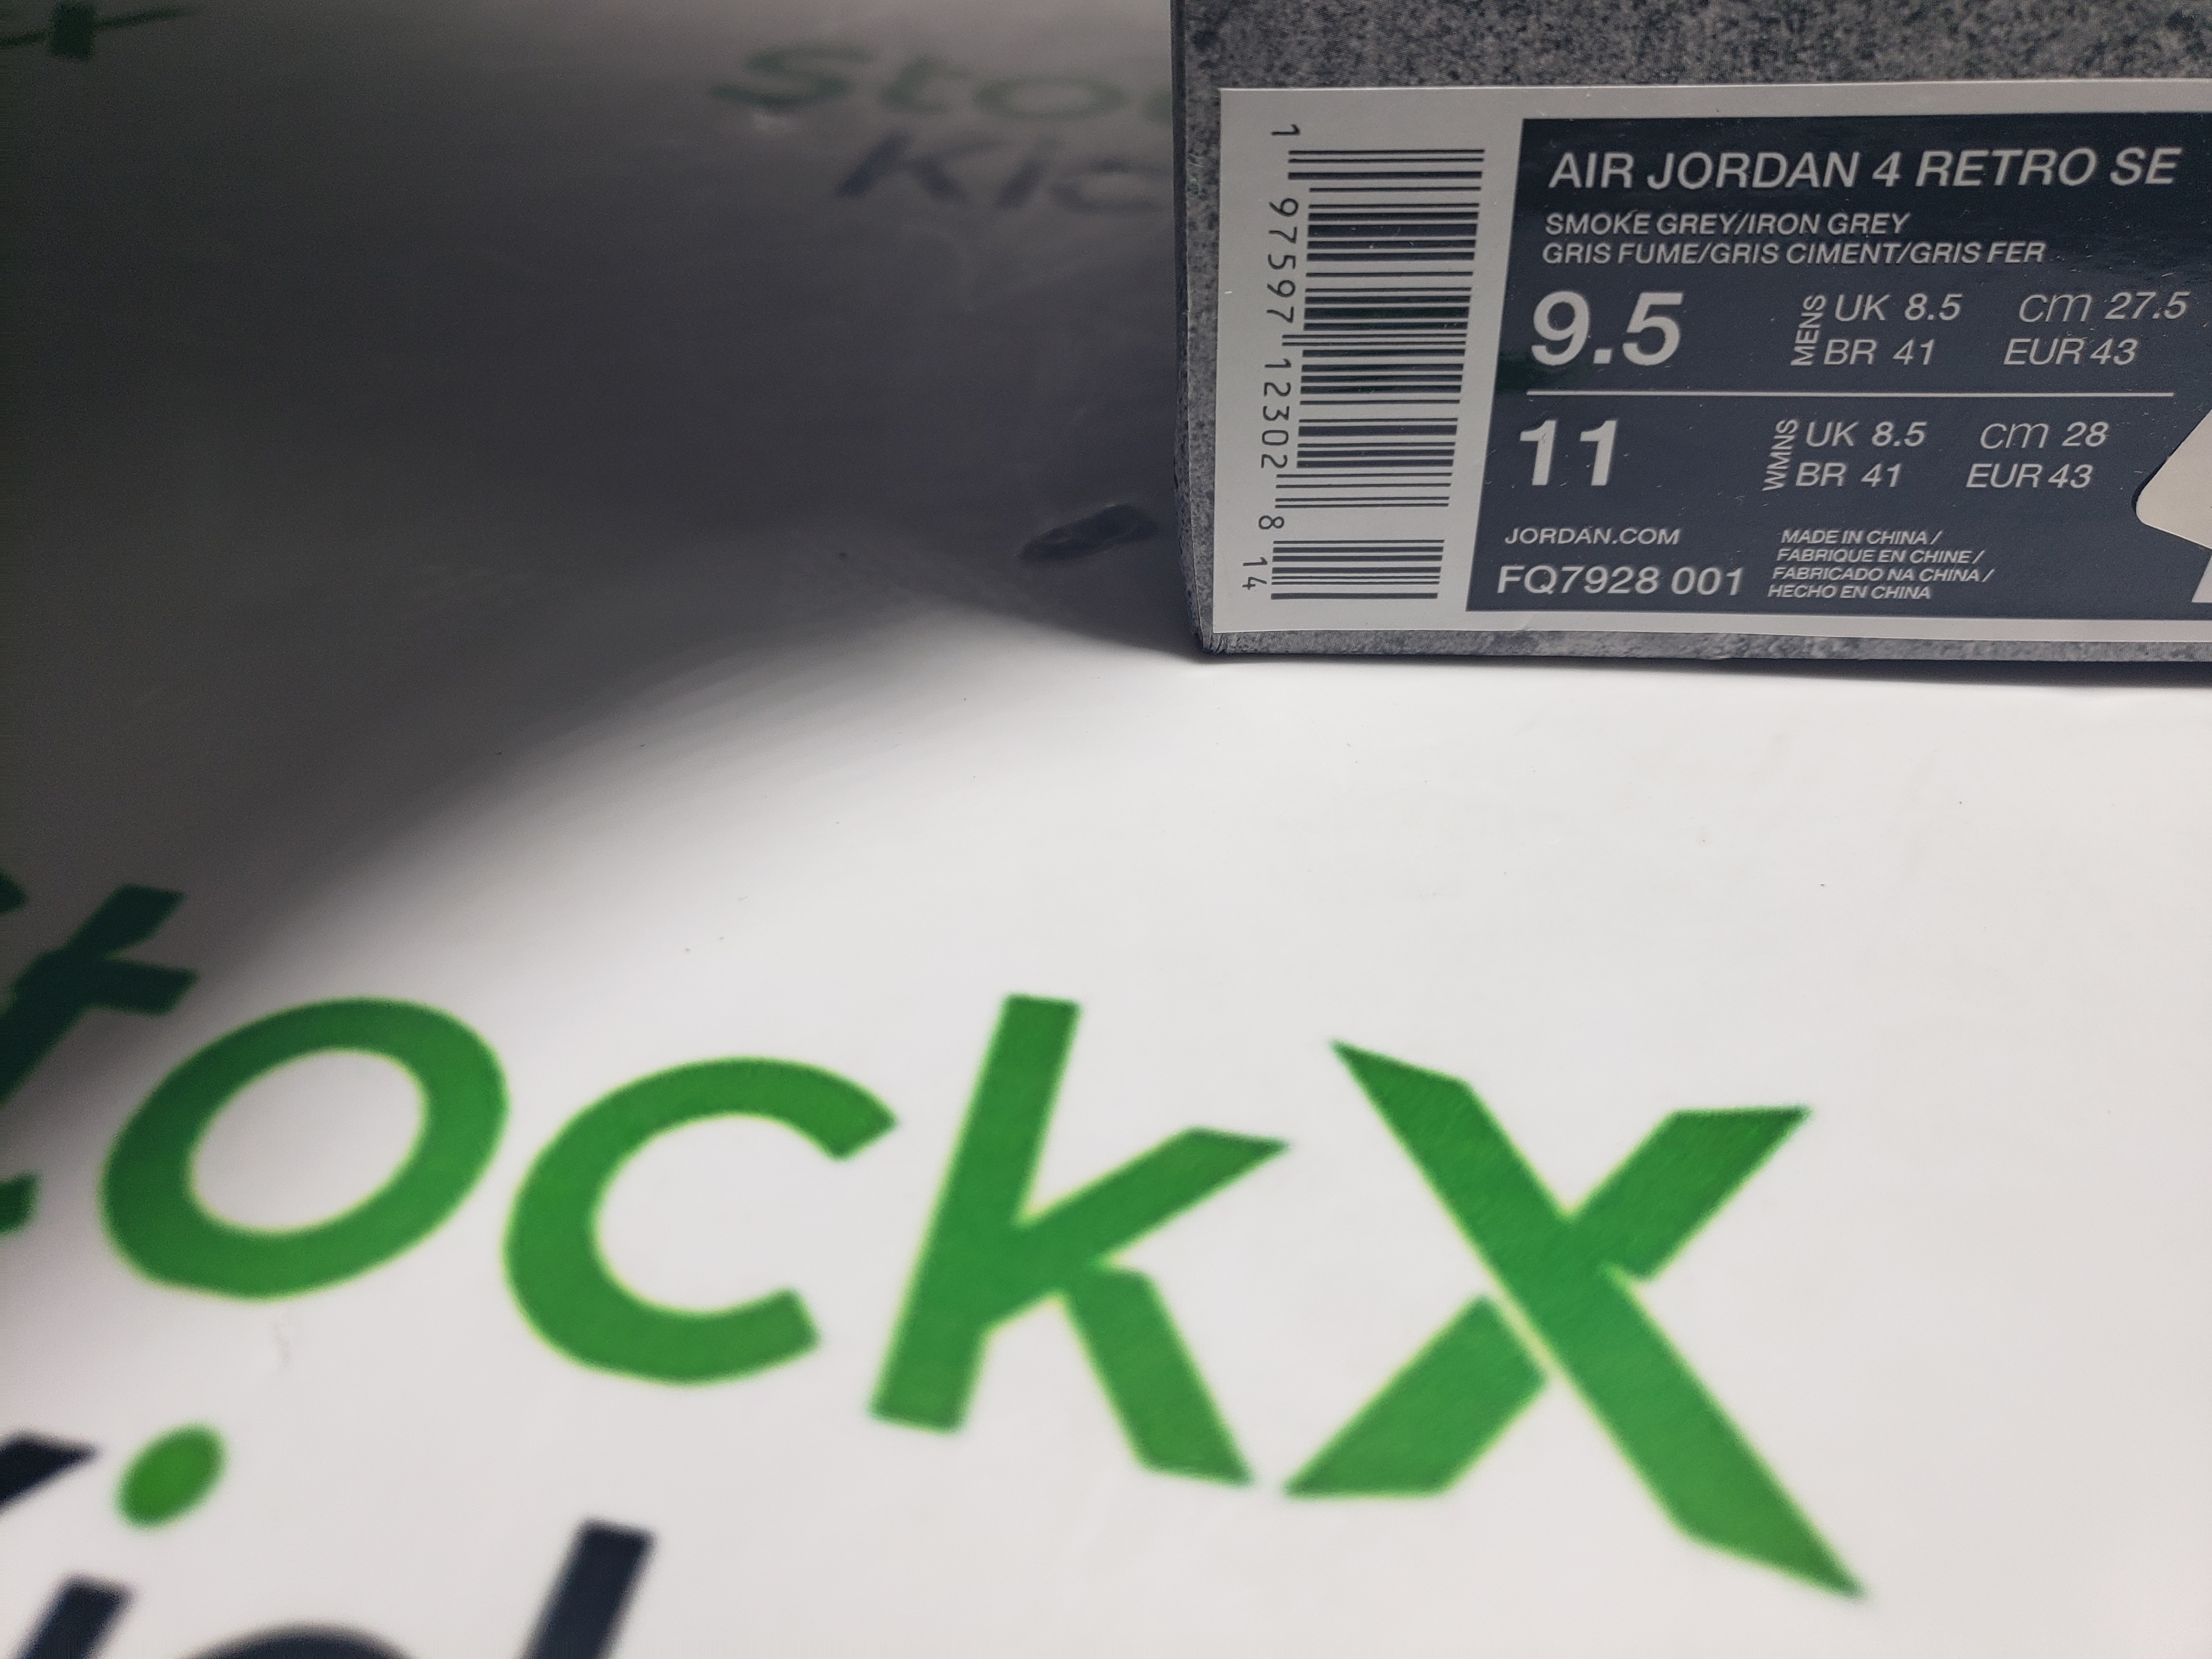 AIR JORDAN 4 RETRO SE
SMOKE GREY/IRON GREY
GRIS FUME/GRIS CIMENT/GRIS FER
9.5
MENS
UK 8.5 cm 27.5
BR 41 EUR 43
11
WMNS
UK 8.5 cm 28
BR 41 EUR 43
JORDAN.COM
FQ7928 001
MADE IN CHINA /
FABRIQUE EN CHINE /
FABRICADO NA CHINA /
HECHO EN CHINA
1 97597 12302 8 14
Sto
Kic
tockX